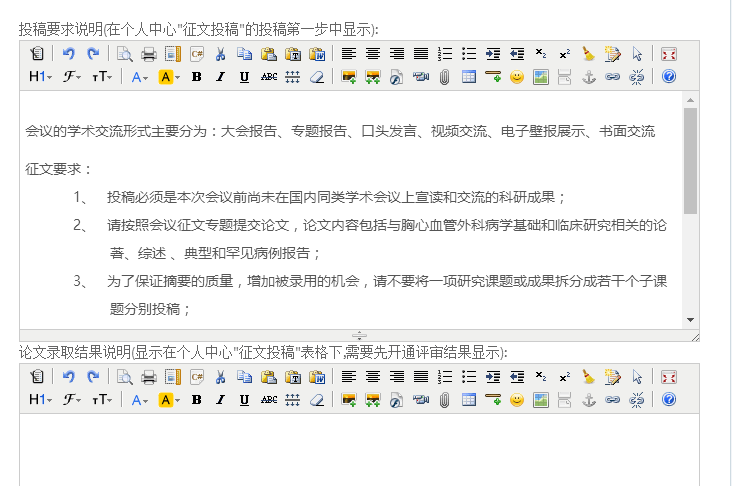 投稿要求说明(在个人中心"征文投稿"的投稿第一步中显示):
H1 F тT A A B I U ABC
会议的学术交流形式主要分为：大会报告、专题报告、口头发言、视频交流、电子壁报展示、书面交流
征文要求：
1、 投稿必须是本次会议前尚未在国内同类学术会议上宣读和交流的科研成果；
2、 请按照会议征文专题提交论文，论文内容包括与胸心血管外科病学基础和临床研究相关的论
著、综述 、典型和罕见病例报告；
3、 为了保证摘要的质量，增加被录用的机会，请不要将一项研究课题或成果拆分成若干个子课
题分别投稿；
论文录取结果说明(显示在个人中心"征文投稿"表格下,需要先开通评审结果显示):
H1 F тT A A B I U ABC